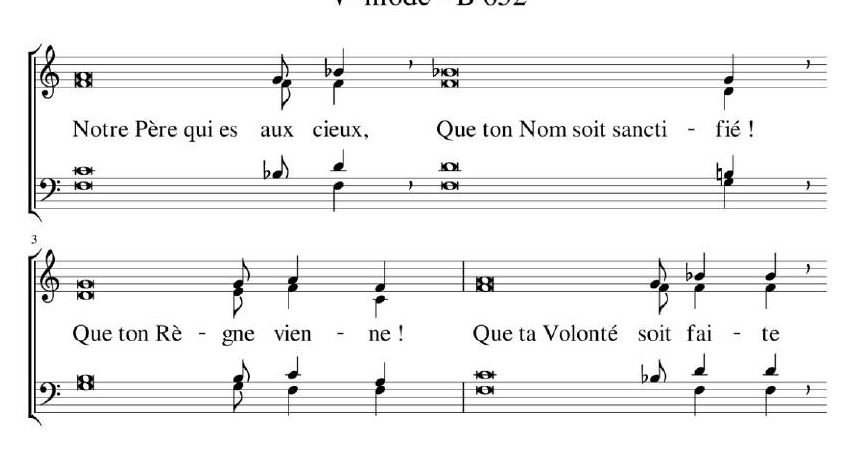 Notre Père qui es aux cieux, Que ton Nom soit sancti - fié !
3
Que ton Rè - gne vien - ne ! Que ta Volonté soit fai - te